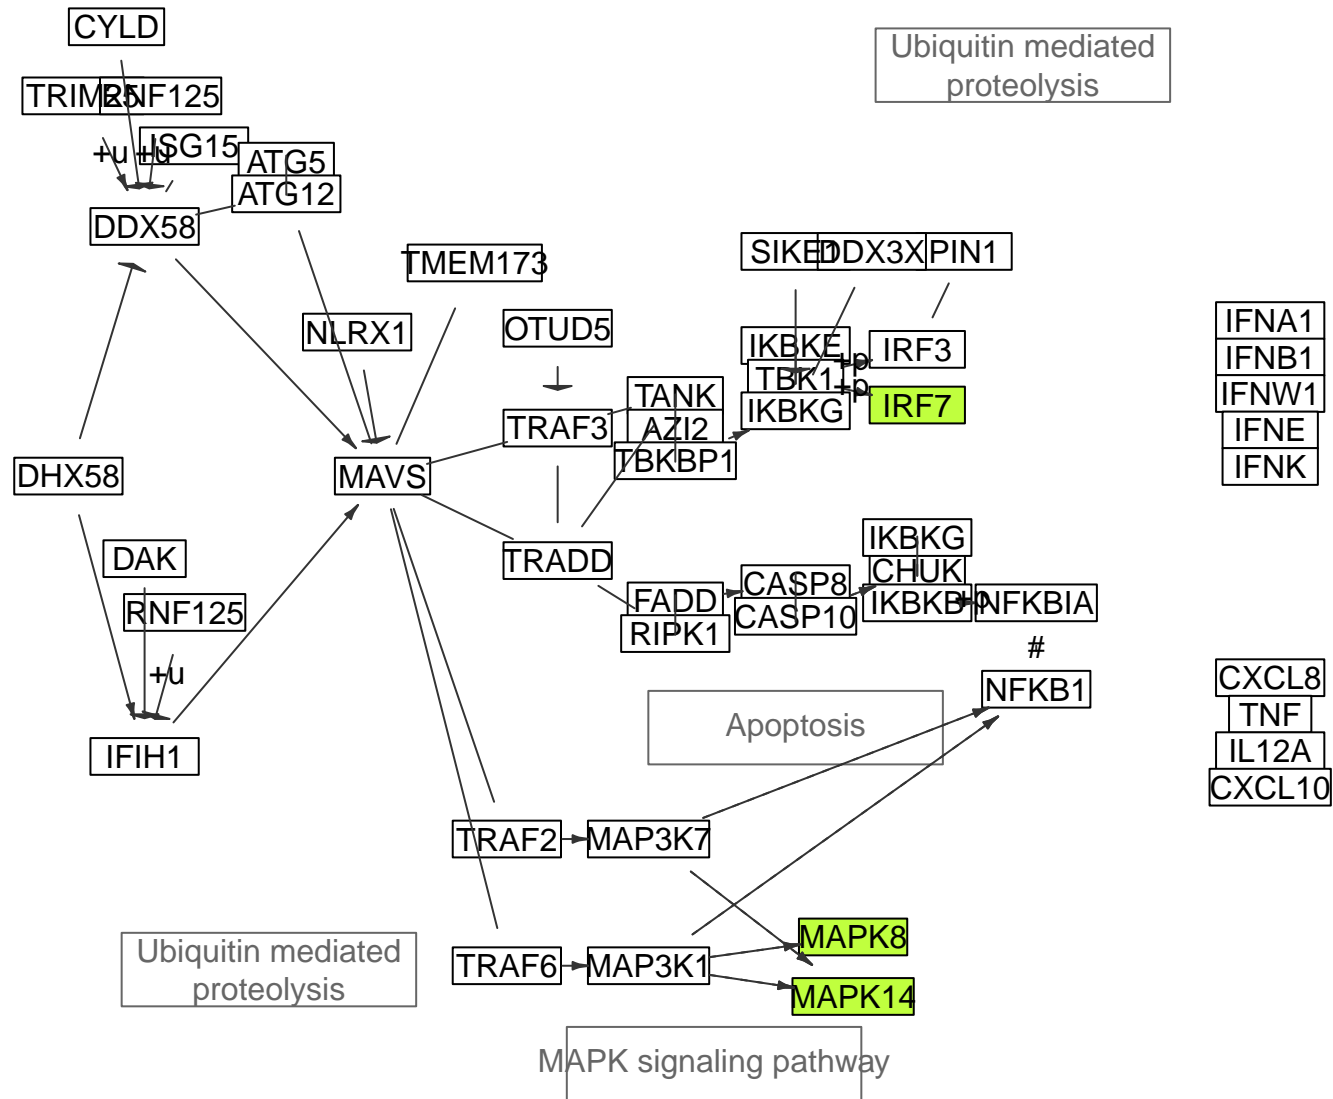 CYLD
Ubiquitin mediated
proteolysis
TRIM25
RNF125
+u
+u
ISG15
ATG5
ATG12
DDX58
TMEM173
SIKE1
DDX3X
PIN1
NLRX1
OTUD5
IKBKE
TBK1
IKBKG
+p
+p
IRF3
IRF7
IFNA1
IFNB1
IFNW1
IFNE
IFNK
TANK
AZI2
TBKBP1
TRAF3
DHX58
MAVS
DAK
RNF125
+u
IFIH1
TRADD
FADD
RIPK1
CASP8
CASP10
IKBKG
CHUK
IKBKB
+p
NFKBIA
#
NFKB1
CXCL8
TNF
IL12A
CXCL10
Apoptosis
TRAF2
MAP3K7
TRAF6
MAP3K1
MAPK8
MAPK14
Ubiquitin mediated
proteolysis
MAPK signaling pathway